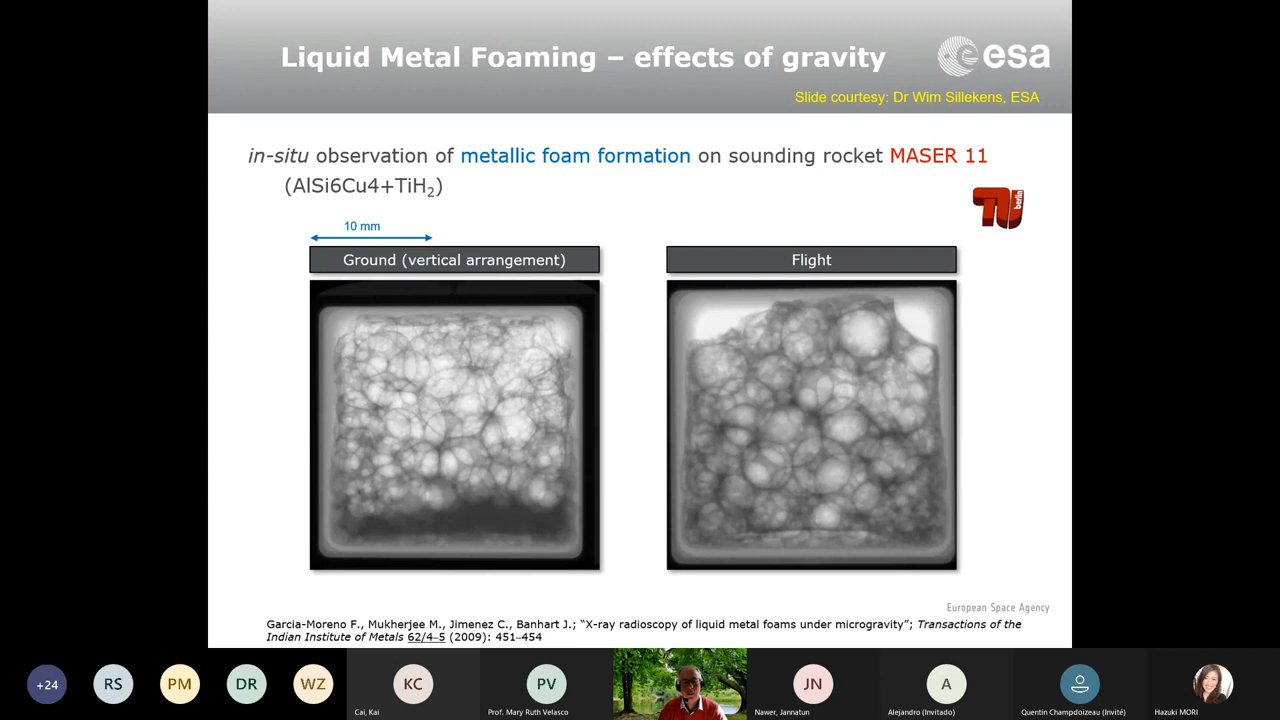 Liquid Metal Foaming – effects of gravity
esa
Slide courtesy: Dr Wim Sillekens, ESA
in-situ observation of metallic foam formation on sounding rocket MASER 11
(AlSi6Cu4+TiH₂)
TU berlin
10 mm
Ground (vertical arrangement)
Flight
European Space Agency
Garcia-Moreno F., Mukherjee M., Jimenez C., Banhart J.; “X-ray radioscopy of liquid metal foams under microgravity”; Transactions of the
Indian Institute of Metals 62/4–5 (2009): 451–454
+24
RS
PM
DR
WZ
KC
PV
JN
A
Cai, Kai
Prof. Mary Ruth Velasco
Nawer, Jannatun
Alejandro (Invitado)
Quentin Champdoizeau (Invité)
Hazuki MORI